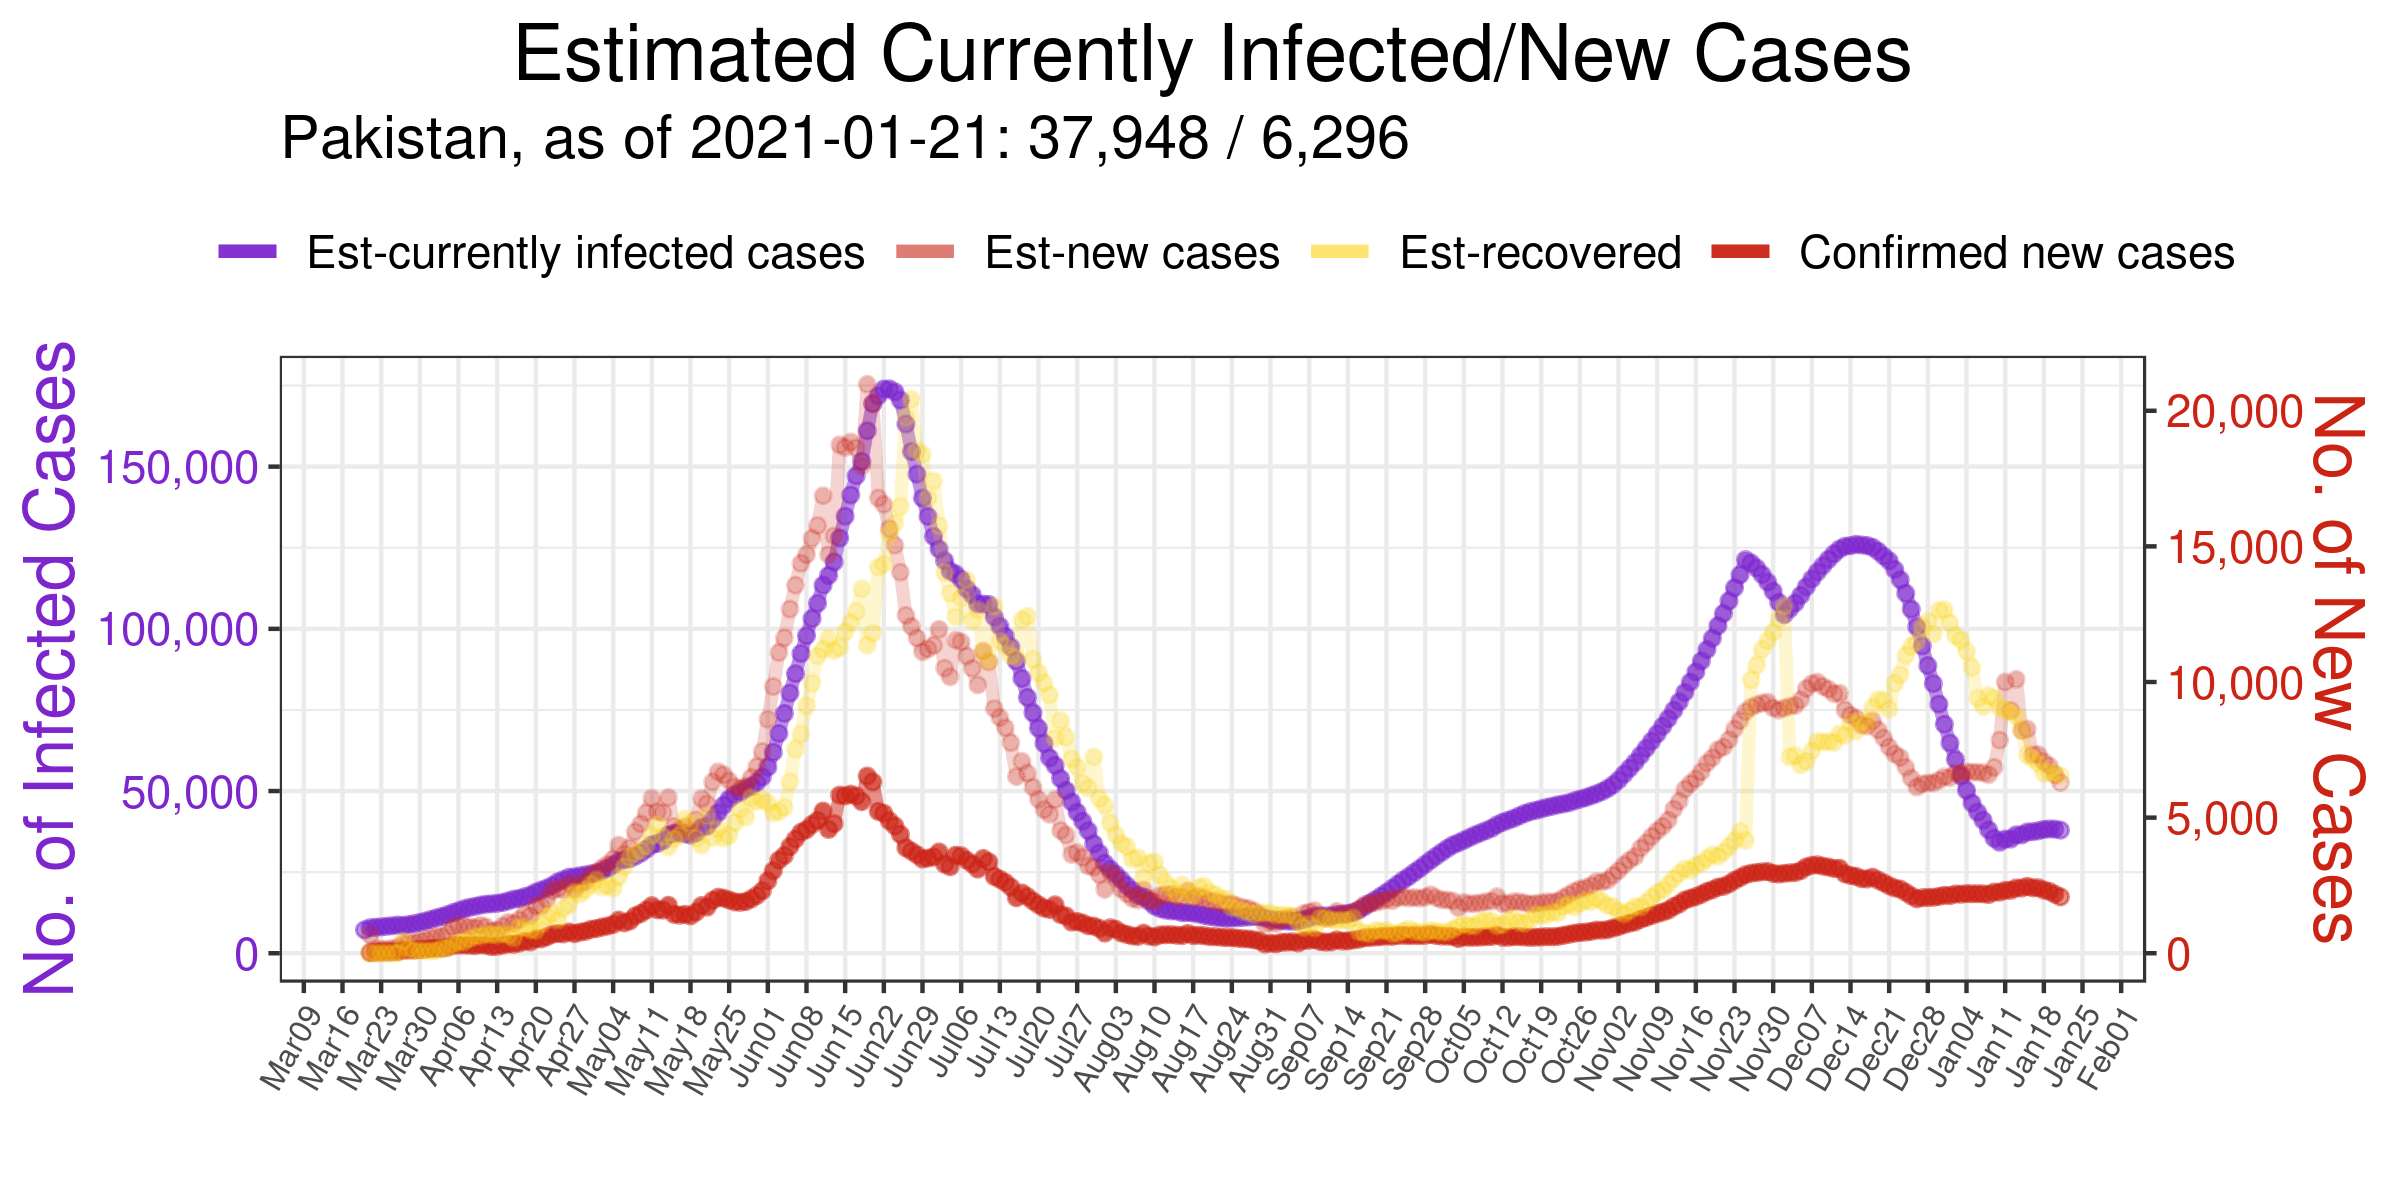 Estimated Currently Infected/New Cases
Pakistan, as of 2021-01-21: 37,948 / 6,296
Est-currently infected cases Est-new cases Est-recovered Confirmed new cases
No. of Infected Cases
150,000
100,000
50,000
0
20,000
15,000
10,000
5,000
0
No. of New Cases
Mar09 Mar16 Mar23 Mar30 Apr06 Apr13 Apr20 Apr27 May04 May11 May18 May25 Jun01 Jun08 Jun15 Jun22 Jun29 Jul06 Jul13 Jul20 Jul27 Aug03 Aug10 Aug17 Aug24 Aug31 Sep07 Sep14 Sep21 Sep28 Oct05 Oct12 Oct19 Oct26 Nov02 Nov09 Nov16 Nov23 Nov30 Dec07 Dec14 Dec21 Dec28 Jan04 Jan11 Jan18 Jan25 Feb01